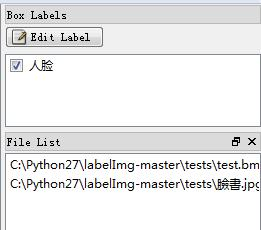 Box Labels
Edit Label
人脸
File List
C:\Python27\labelImg-master\tests\test.bm
C:\Python27\labelImg-master\tests\臉書.jpg